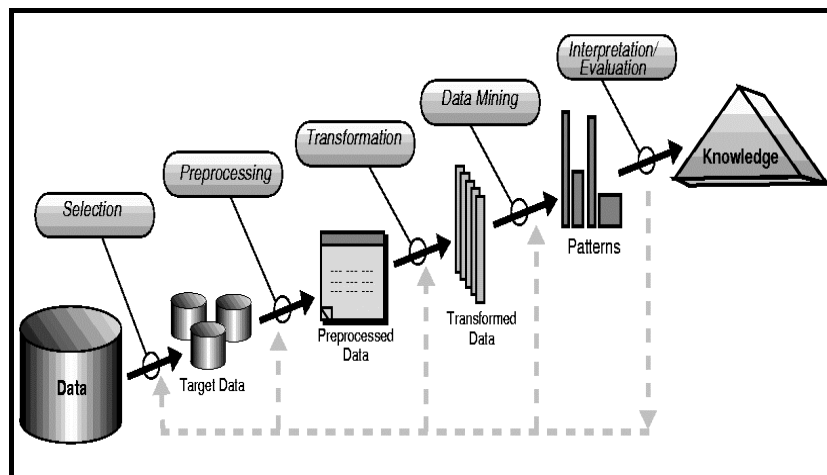 Interpretation/
Evaluation
Data Mining
Transformation
Preprocessing
Selection
Knowledge
Patterns
Transformed
Data
Preprocessed
Data
Target Data
Data